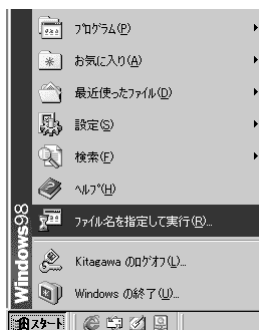 ﾌﾟﾛｸﾞﾗﾑ(P)
お気に入り(A)
最近使ったﾌｧｲﾙ(D)
設定(S)
検索(F)
ﾍﾙﾌﾟ(H)
ﾌｧｲﾙ名を指定して実行(R)...
Kitagawa のﾛｸﾞｵﾌ(L)...
Windows の終了(U)...
Windows98
ｽﾀｰﾄ